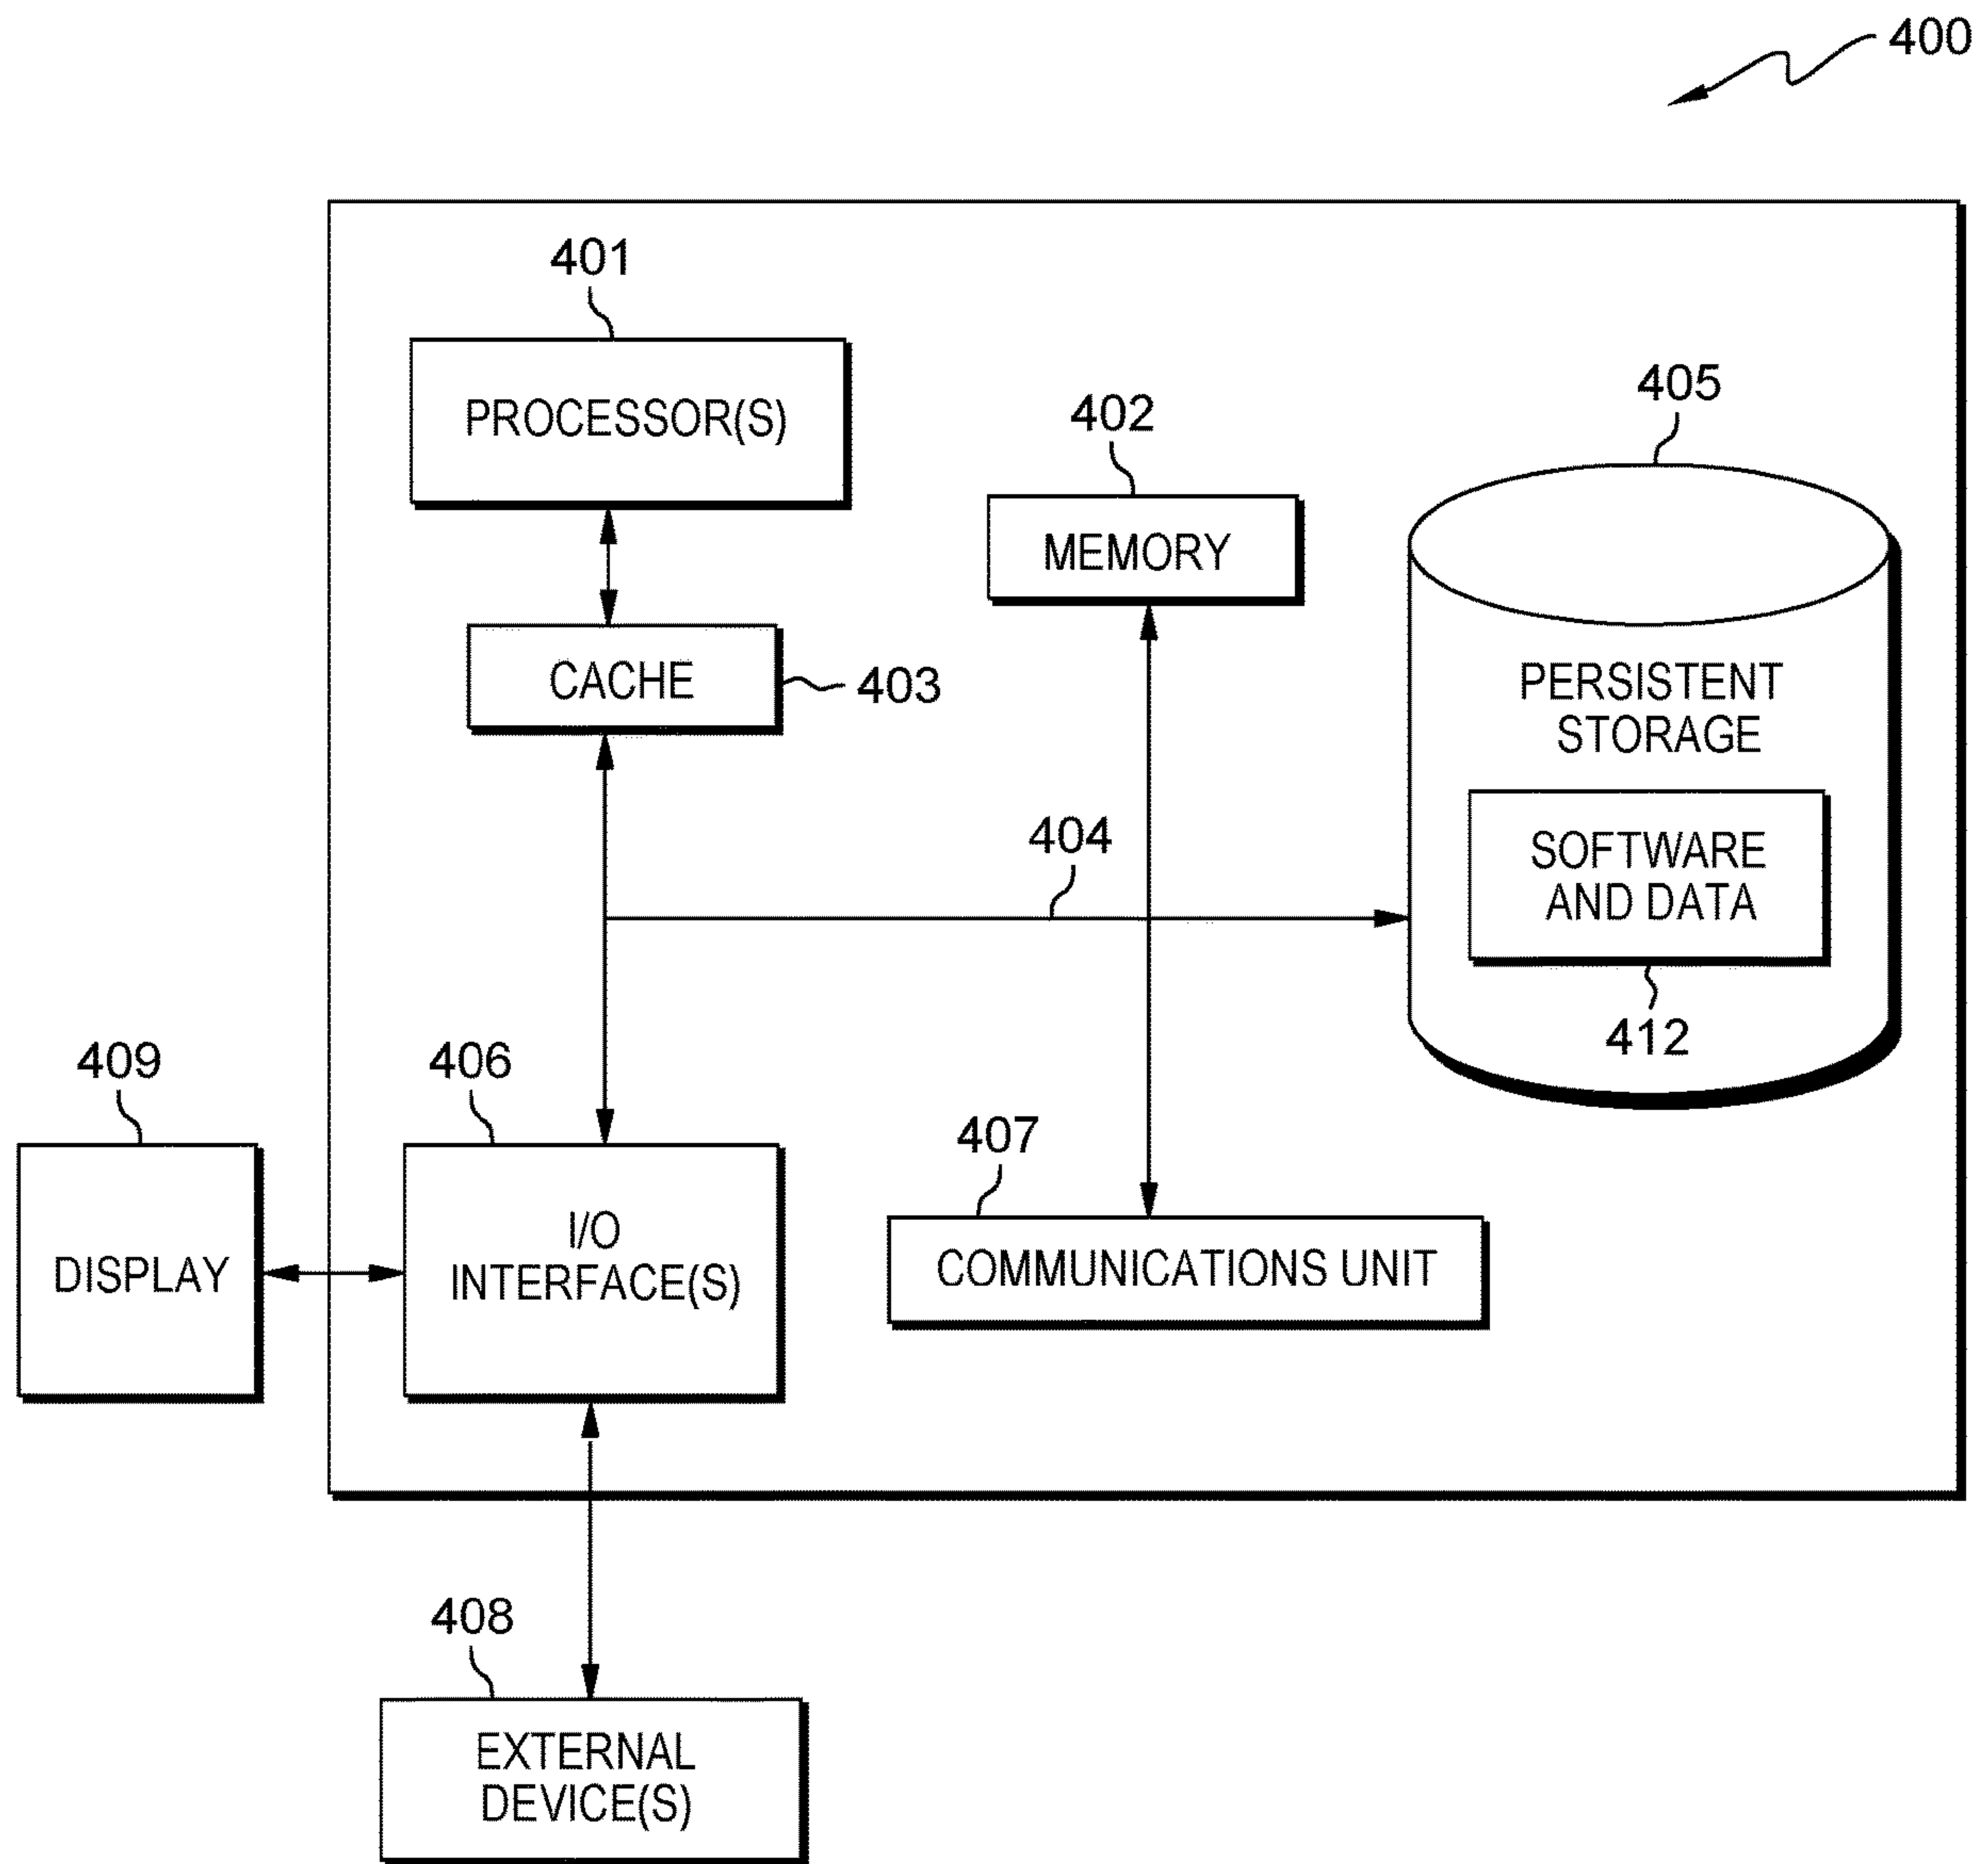 400
401
PROCESSOR(S)
402
MEMORY
405
CACHE
403
PERSISTENT
STORAGE
404
SOFTWARE
AND DATA
412
409
406
407
DISPLAY
I/O
INTERFACE(S)
COMMUNICATIONS UNIT
408
EXTERNAL
DEVICE(S)